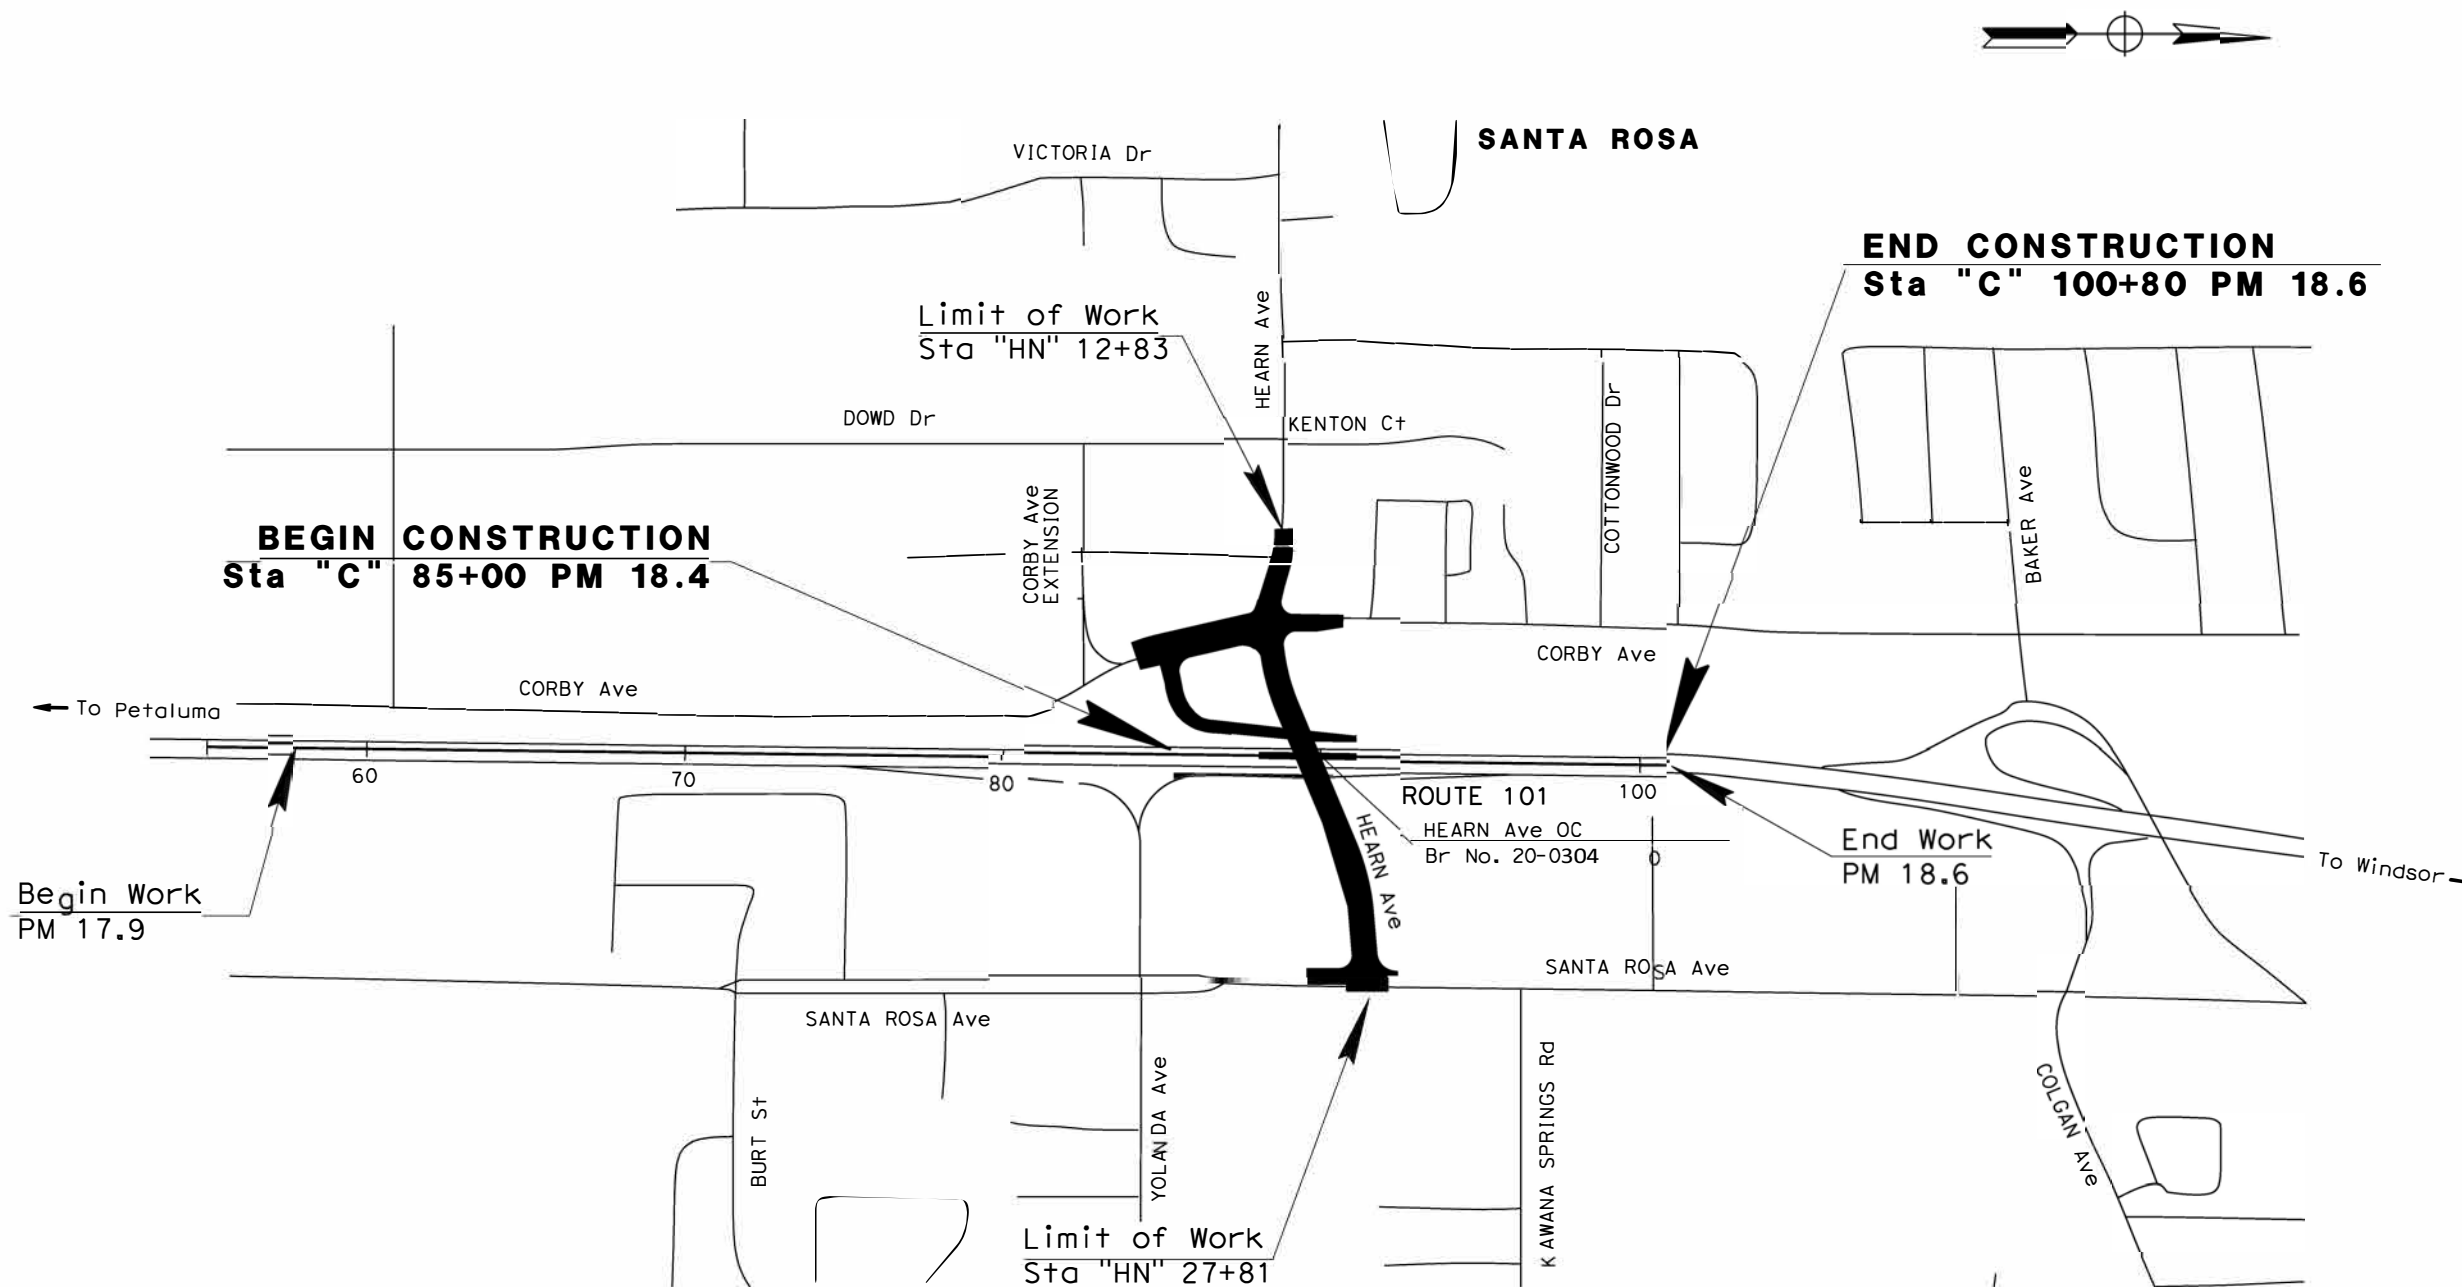 VICTORIA Dr
SANTA ROSA
END CONSTRUCTION
Sta "C" 100+80 PM 18.6
Limit of Work
Sta "HN" 12+83
HEARN Ave
DOWD Dr
KENTON Ct
COTTONWOOD Dr
BAKER Ave
CORBY Ave
EXTENSION
BEGIN CONSTRUCTION
Sta "C" 85+00 PM 18.4
CORBY Ave
CORBY Ave
To Petaluma
60
70
80
100
ROUTE 101
HEARN Ave OC
Br No. 20-0304
HEARN Ave
End Work
PM 18.6
To Windsor
Begin Work
PM 17.9
SANTA ROSA Ave
SANTA ROSA Ave
BURT St
YOLANDA Ave
KAWANA SPRINGS Rd
COLGAN Ave
Limit of Work
Sta "HN" 27+81